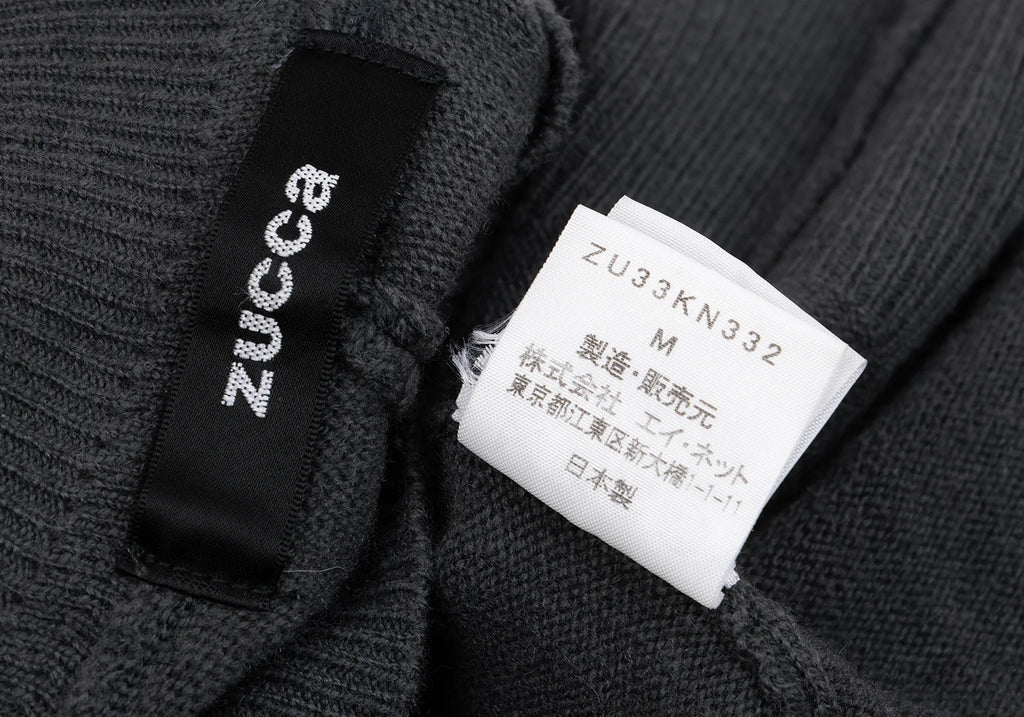 zucca
ZU33KN332
M
製造・販売元
株式会社 エイ・ネット
東京都江東区新大橋1-1-11
日本製